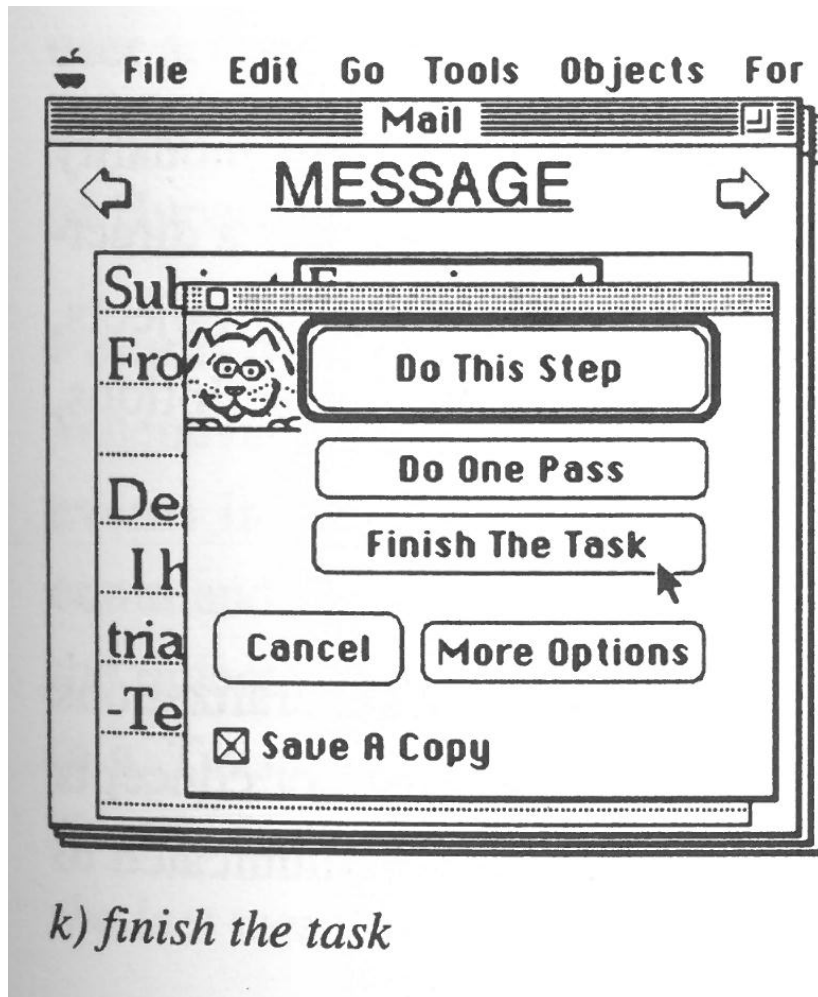 File Edit Go Tools Objects For
Mail
MESSAGE
Sub
Fro
Do This Step
Do One Pass
De
Finish The Task
I h
tria
Cancel
More Options
-Te
Save A Copy
k) finish the task